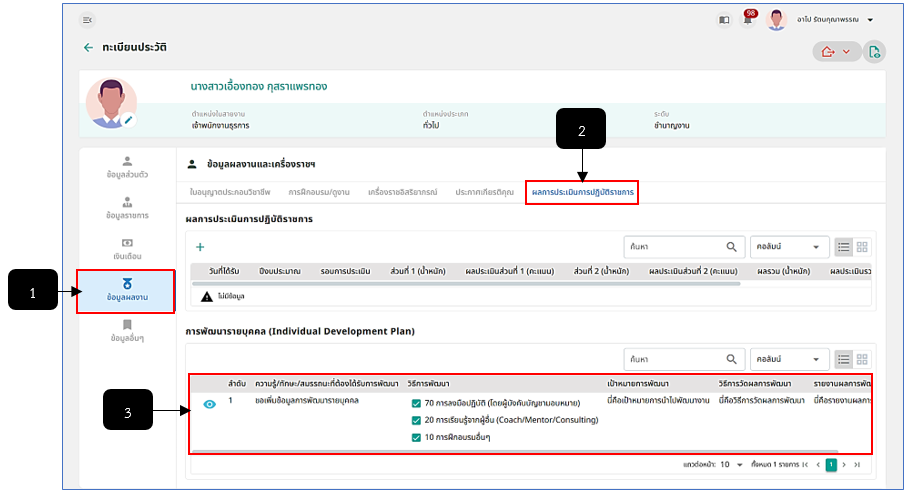 98
อาโป รัตนกุณาพรรณ
ทะเบียนประวัติ
นางสาวเอื้องทอง กุสราแพรทอง
ตำแหน่งในสายงาน
ตำแหน่งประเภท
ระดับ
เจ้าพนักงานธุรการ
ทั่วไป
ชำนาญงาน
2
ข้อมูลส่วนตัว
ข้อมูลราชการ
เงินเดือน
1
ข้อมูลผลงาน
ข้อมูลอื่นๆ
ข้อมูลผลงานและเครื่องราชฯ
ใบอนุญาตประกอบวิชาชีพ
การฝึกอบรม/ดูงาน
เครื่องราชอิสริยาภรณ์
ประกาศเกียรติคุณ
ผลการประเมินการปฏิบัติราชการ
ผลการประเมินการปฏิบัติราชการ
+
ค้นหา
คอลัมน์
วันที่ได้รับ ปีงบประมาณ รอบการประเมิน ส่วนที่ 1 (น้ำหนัก) ผลประเมินส่วนที่ 1 (คะแนน) ส่วนที่ 2 (น้ำหนัก) ผลประเมินส่วนที่ 2 (คะแนน) ผลรวม (น้ำหนัก) ผลประเมินรว
ไม่มีข้อมูล
การพัฒนารายบุคคล (Individual Development Plan)
ค้นหา
คอลัมน์
3
ลำดับ ความรู้/ทักษะ/สมรรถนะที่ต้องได้รับการพัฒนา วิธีการพัฒนา เป้าหมายการพัฒนา วิธีการวัดผลการพัฒนา รายงานผลการพัฒ
1 ขอเพิ่มข้อมูลการพัฒนารายบุคคล 70 การลงมือปฏิบัติ (โดยผู้บังคับบัญชามอบหมาย) นี่คือเป้าหมายการนำไปพัฒนางาน นี่คือวิธีการวัดผลการพัฒนา นี่คือรายงานผลการ
20 การเรียนรู้จากผู้อื่น (Coach/Mentor/Consulting)
10 การฝึกอบรมอื่นๆ
แถวต่อหน้า: 10 ทั้งหมด 1 รายการ 1